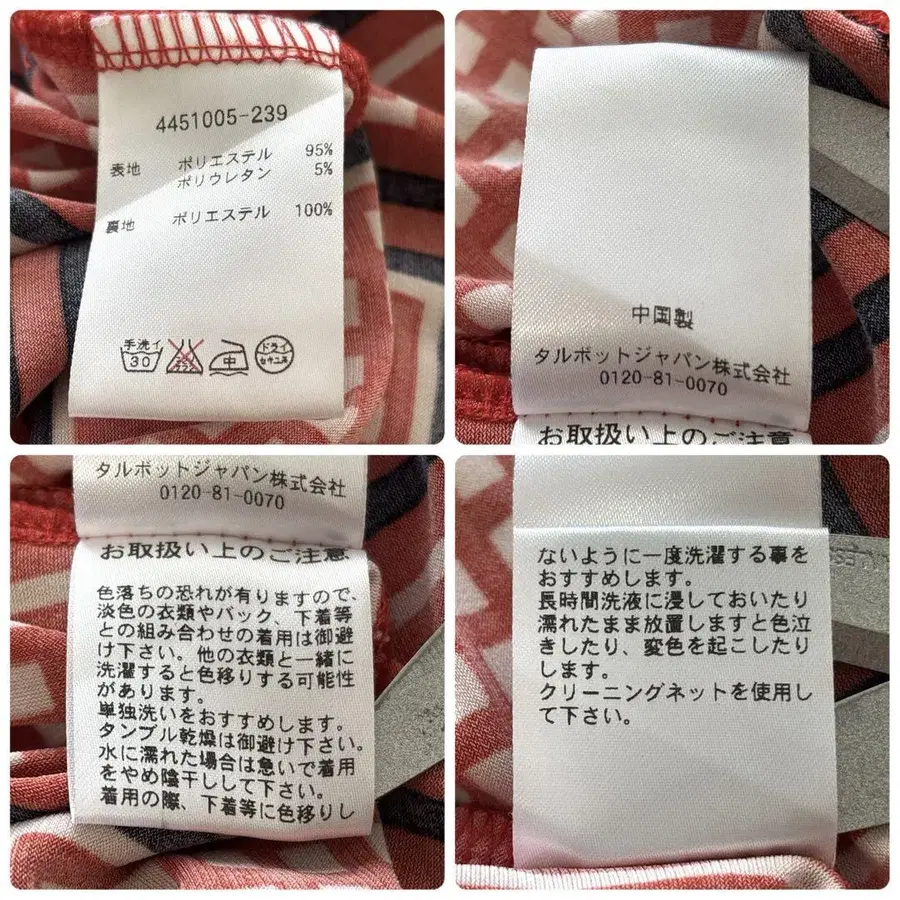 4451005-239
表地 ポリエステル 95%
ポリウレタン 5%
裏地 ポリエステル 100%
手洗イ
30
中
ドライ
セキユ系
中国製
タルボットジャパン株式会社
0120-81-0070
お取扱い上のご注意
タルボットジャパン株式会社
0120-81-0070
お取扱い上のご注意
色落ちの恐れが有りますので、
淡色の衣類やバック、下着等
との組み合わせの着用は御避
け下さい。他の衣類と一緒に
洗濯すると色移りする可能性
があります。
単独洗いをおすすめします。
タンブル乾燥は御避け下さい。
水に濡れた場合は急いで着用
をやめ陰干しして下さい。
着用の際、下着等に色移りし
ないように一度洗濯する事を
おすすめします。
長時間洗液に浸しておいたり
濡れたまま放置しますと色泣
きしたり、変色を起こしたり
します。
クリーニングネットを使用し
て下さい。